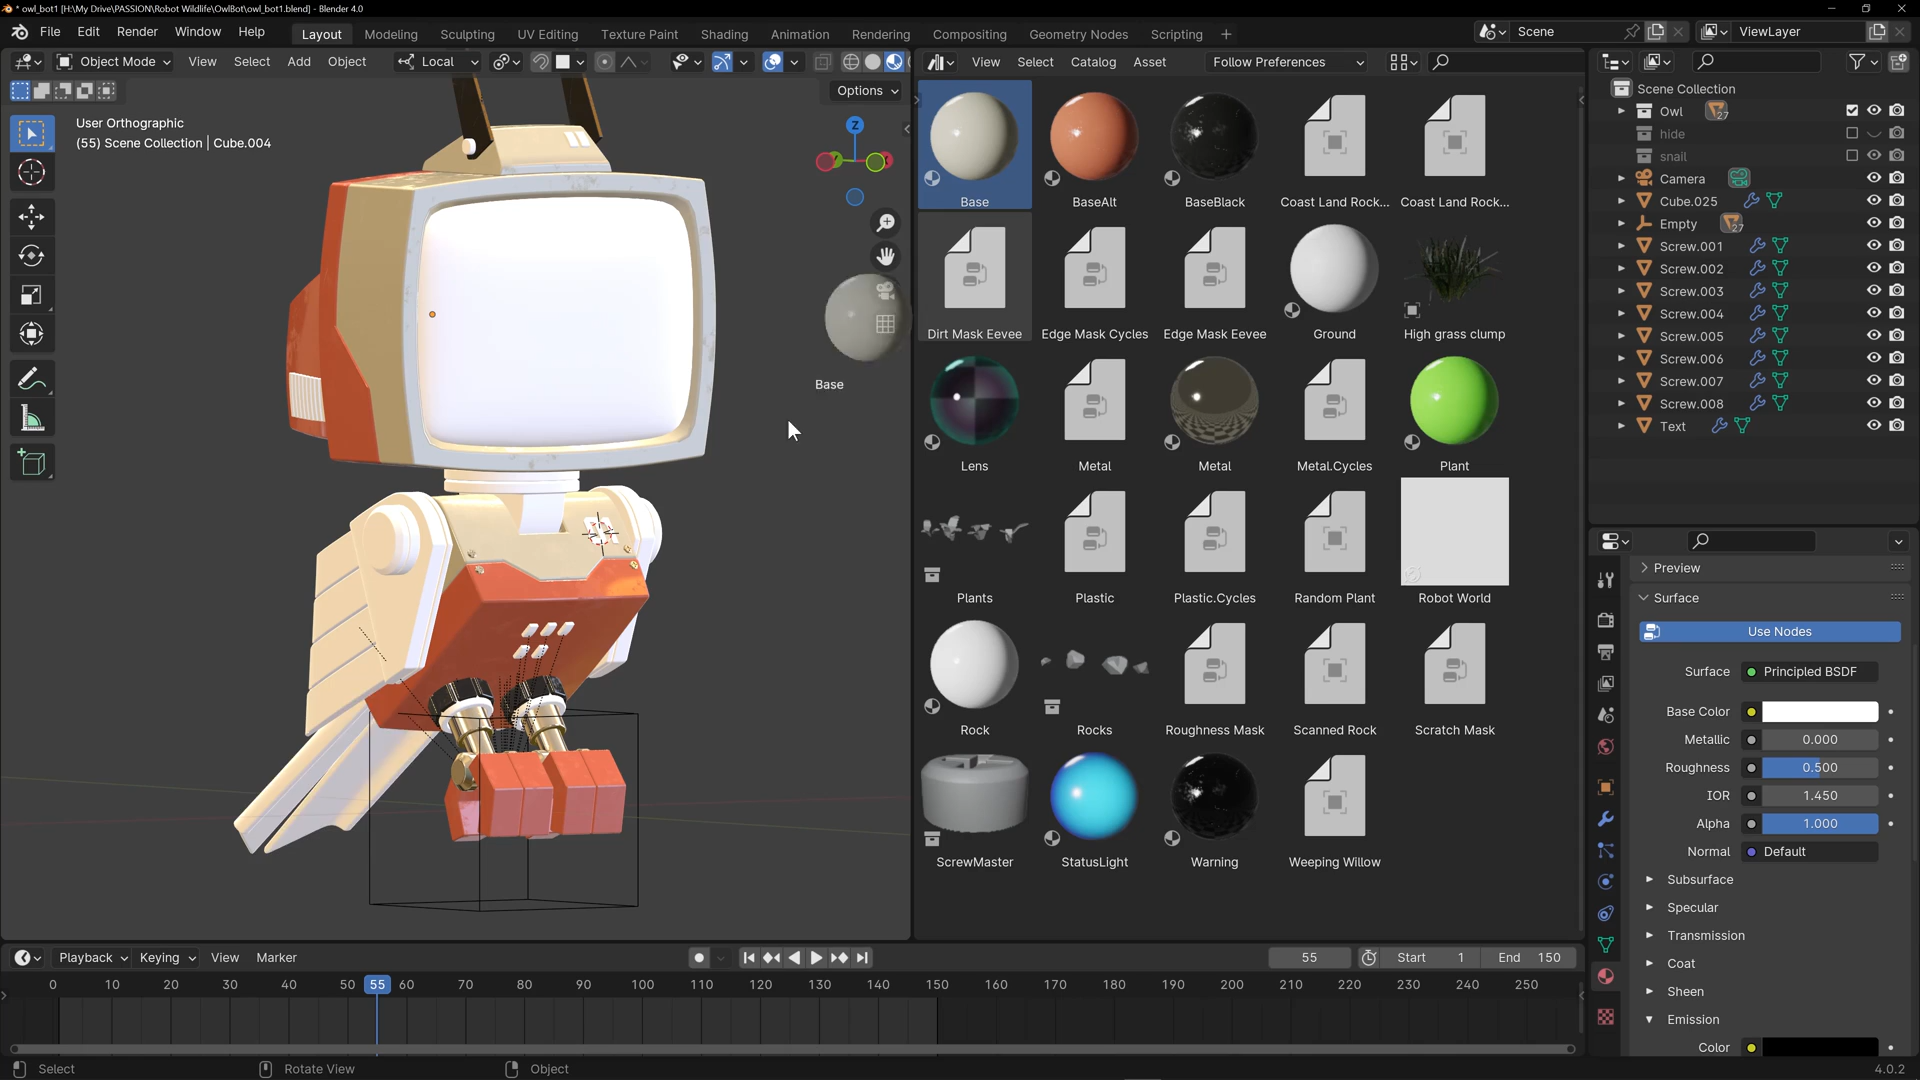 * owl_bot1 [H:\My Drive\PASSION\Robot Wildlife\OwlBot\owl_bot1.blend] - Blender 4.0
File Edit Render Window Help
Layout Modeling Sculpting UV Editing Texture Paint Shading Animation Rendering Compositing Geometry Nodes Scripting +
Scene
ViewLayer
Object Mode View Select Add Object Local
View Select Catalog Asset Follow Preferences
Options
User Orthographic
(55) Scene Collection | Cube.004
Z
Base
Base BaseAlt BaseBlack Coast Land Rock... Coast Land Rock...
Dirt Mask Eevee Edge Mask Cycles Edge Mask Eevee Ground High grass clump
Lens Metal Metal Metal.Cycles Plant
Plants Plastic Plastic.Cycles Random Plant Robot World
Rock Rocks Roughness Mask Scanned Rock Scratch Mask
ScrewMaster StatusLight Warning Weeping Willow
Scene Collection
Owl 27
hide
snail
Camera
Cube.025
Empty 27
Screw.001
Screw.002
Screw.003
Screw.004
Screw.005
Screw.006
Screw.007
Screw.008
Text
Preview
Surface
Use Nodes
Surface Principled BSDF
Base Color
Metallic 0.000
Roughness 0.500
IOR 1.450
Alpha 1.000
Normal Default
Subsurface
Specular
Transmission
Coat
Sheen
Emission
Color
Playback Keying View Marker
55 Start 1 End 150
0 10 20 30 40 50 55 60 70 80 90 100 110 120 130 140 150 160 170 180 190 200 210 220 230 240 250
Select Rotate View Object
4.0.2